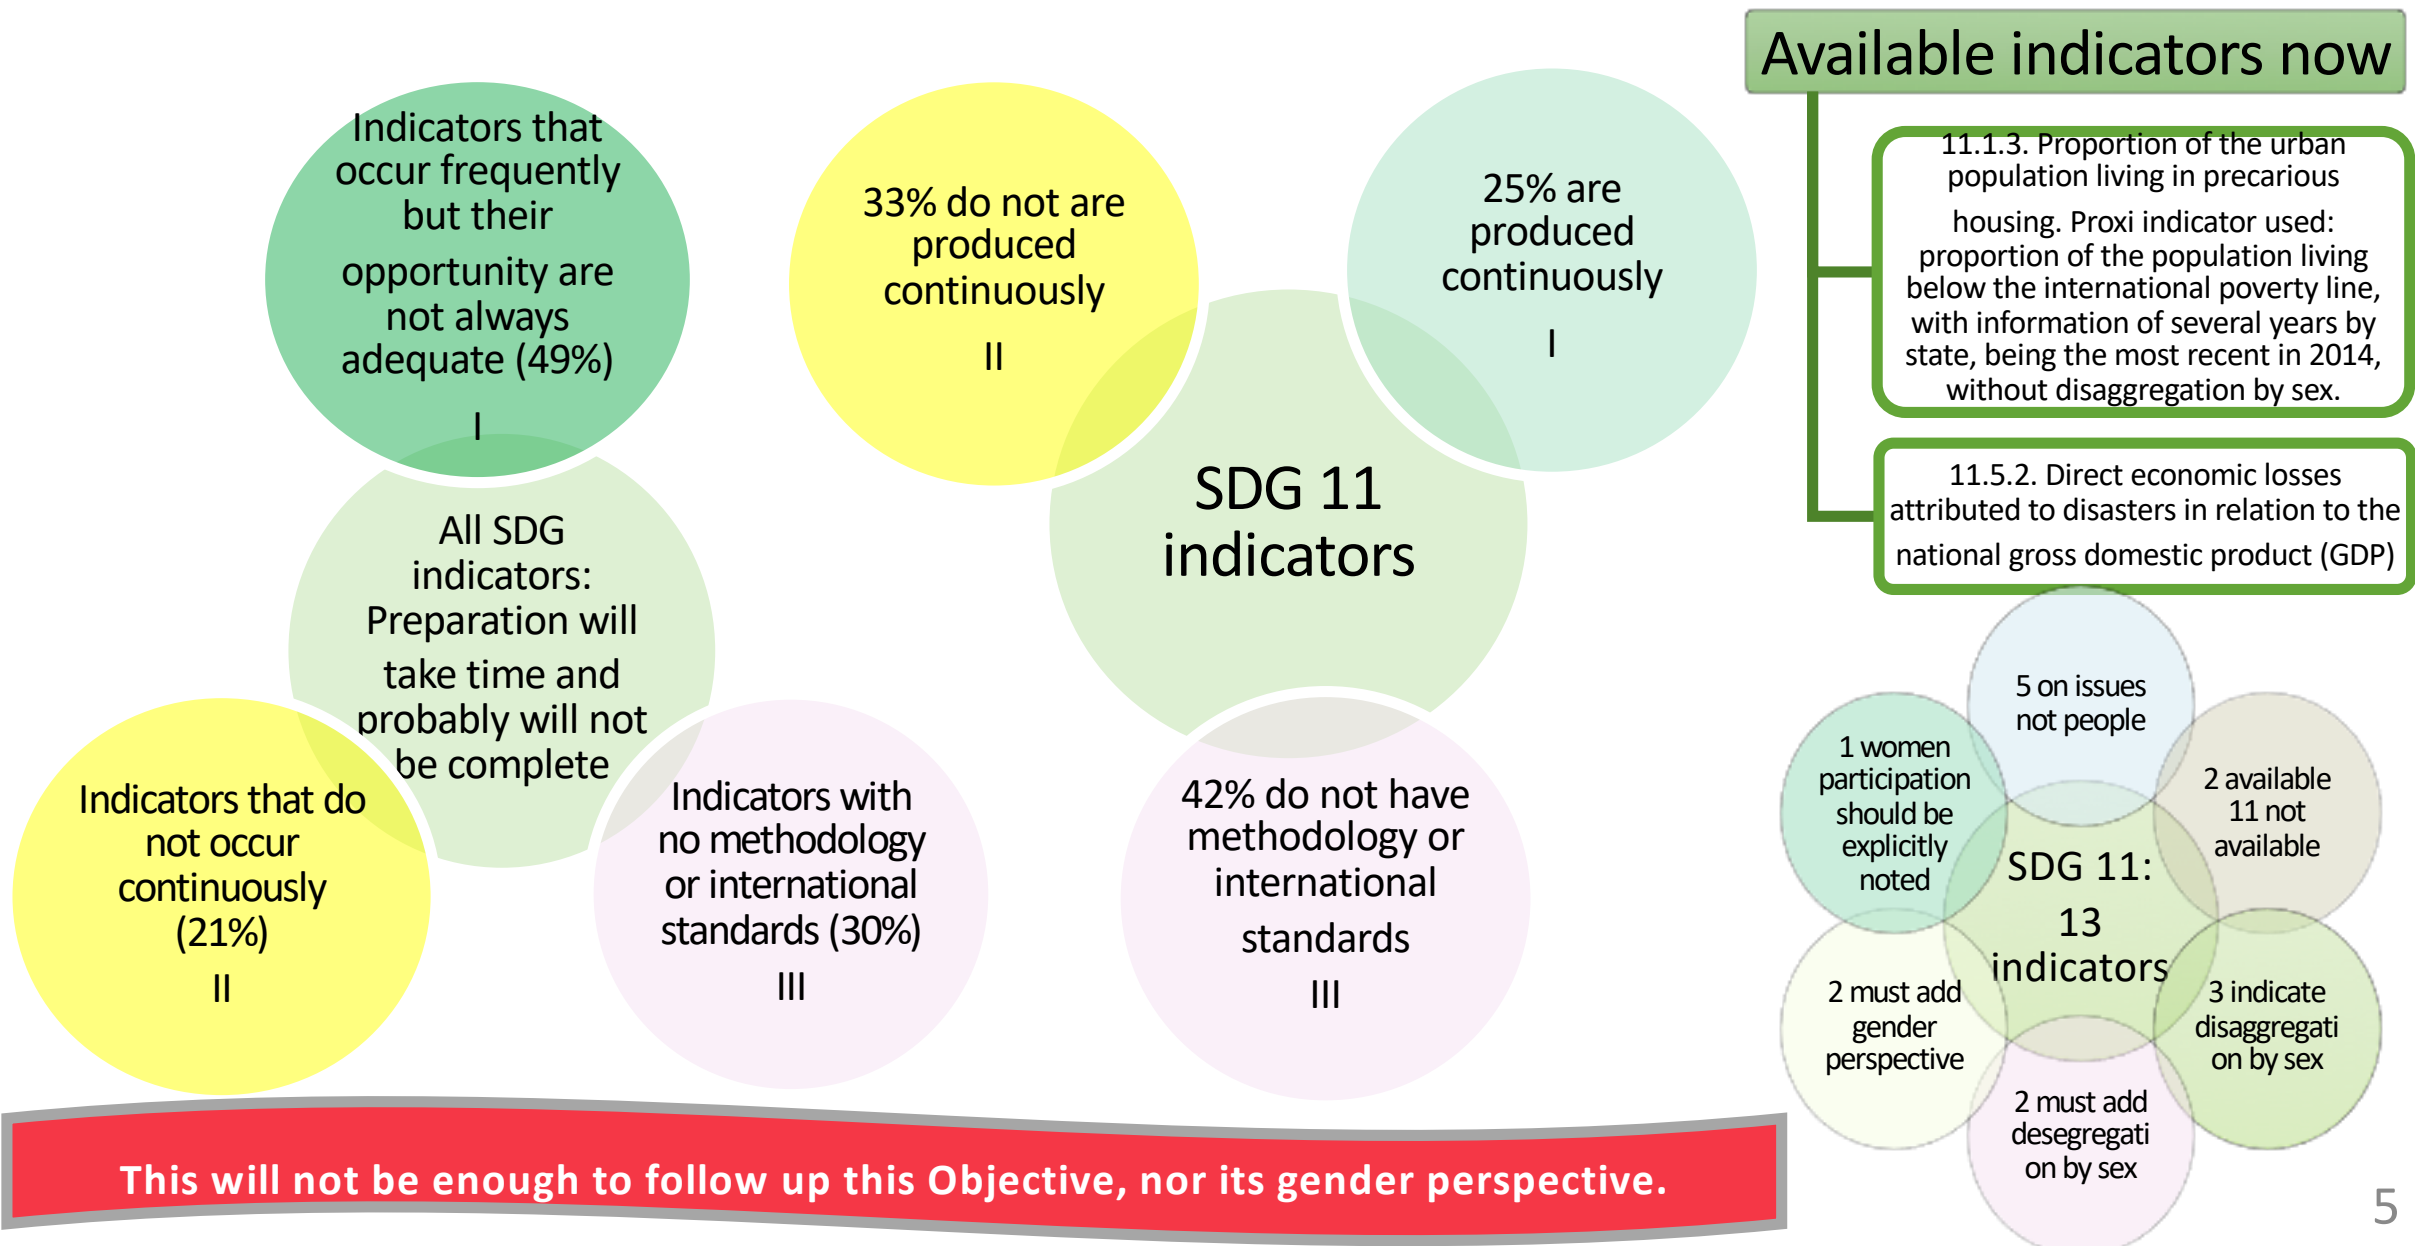 Indicators that
occur frequently
but their
opportunity are
not always
adequate (49%)
I
All SDG
indicators:
Preparation will
take time and
probably will not
be complete
Indicators that do
not occur
continuously
(21%)
II
Indicators with
no methodology
or international
standards (30%)
III
33% do not are
produced
continuously
II
25% are
produced
continuously
I
SDG 11
indicators
42% do not have
methodology or
international
standards
III
Available indicators now
11.1.3. Proportion of the urban
population living in precarious
housing. Proxi indicator used:
proportion of the population living
below the international poverty line,
with information of several years by
state, being the most recent in 2014,
without disaggregation by sex.
11.5.2. Direct economic losses
attributed to disasters in relation to the
national gross domestic product (GDP)
5 on issues
not people
1 women
participation
should be
explicitly
noted
2 available
11 not
available
SDG 11:
13
indicators
2 must add
gender
perspective
3 indicate
disaggregati
on by sex
2 must add
desegregati
on by sex
This will not be enough to follow up this Objective, nor its gender perspective.
5